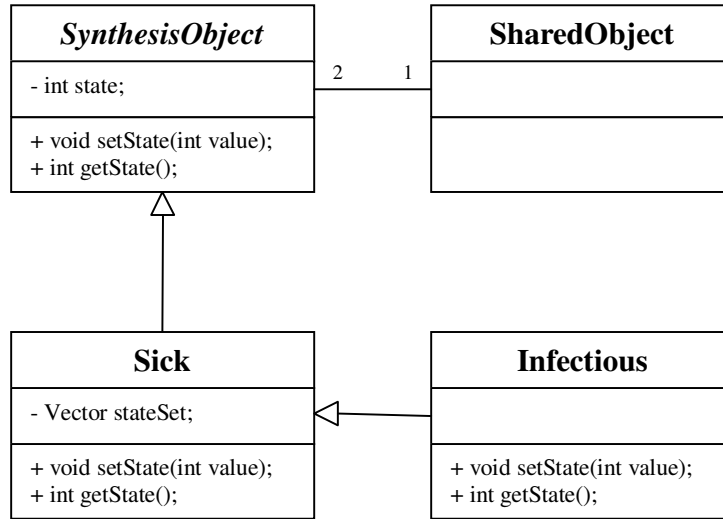 SynthesisObject
- int state;
+ void setState(int value);
+ int getState();
2
1
SharedObject
Sick
- Vector stateSet;
+ void setState(int value);
+ int getState();
Infectious
+ void setState(int value);
+ int getState();